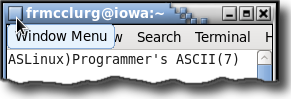 frmcclurg@iowa:~
Window Menu Search Terminal
ASLinux)Programmer's ASCII(7)